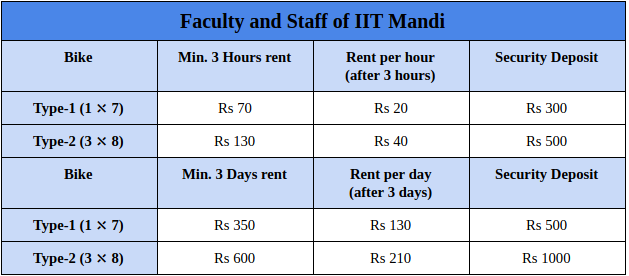 Faculty and Staff of IIT Mandi
Bike Min. 3 Hours rent Rent per hour (after 3 hours) Security Deposit
Type-1 (1 × 7) Rs 70 Rs 20 Rs 300
Type-2 (3 × 8) Rs 130 Rs 40 Rs 500
Bike Min. 3 Days rent Rent per day (after 3 days) Security Deposit
Type-1 (1 × 7) Rs 350 Rs 130 Rs 500
Type-2 (3 × 8) Rs 600 Rs 210 Rs 1000